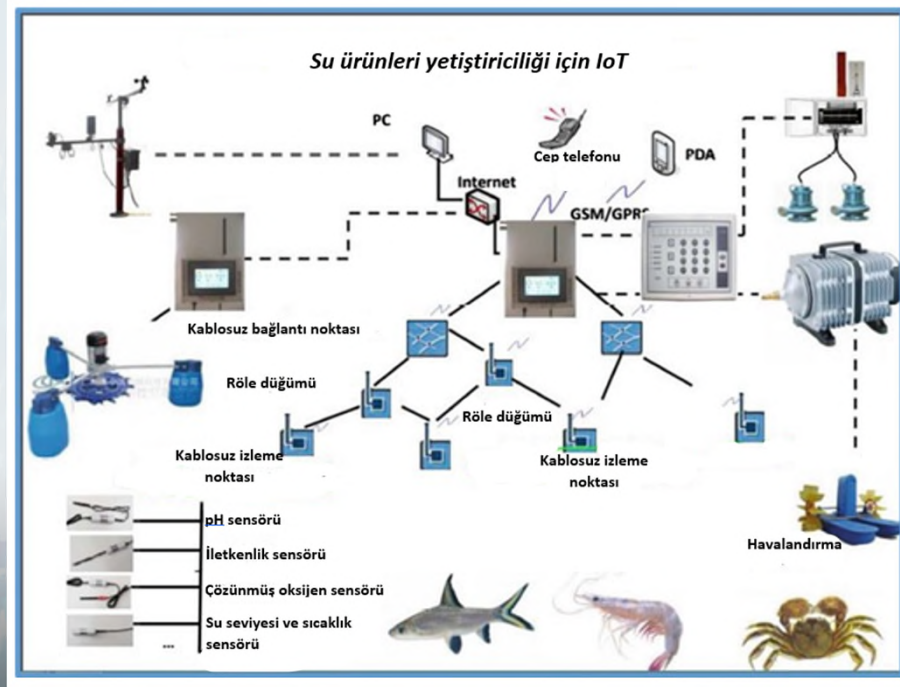 Su ürünleri yetiştiriciliği için IoT
PC
Cep telefonu
PDA
Internet
GSM/GPRS
Kablosuz bağlantı noktası
Röle düğümü
Röle düğümü
Kablosuz izleme
noktası
Kablosuz izleme
noktası
pH sensörü
İletkenlik sensörü
Çözünmüş oksijen sensörü
Su seviyesi ve sıcaklık
sensörü
...
Havalandırma